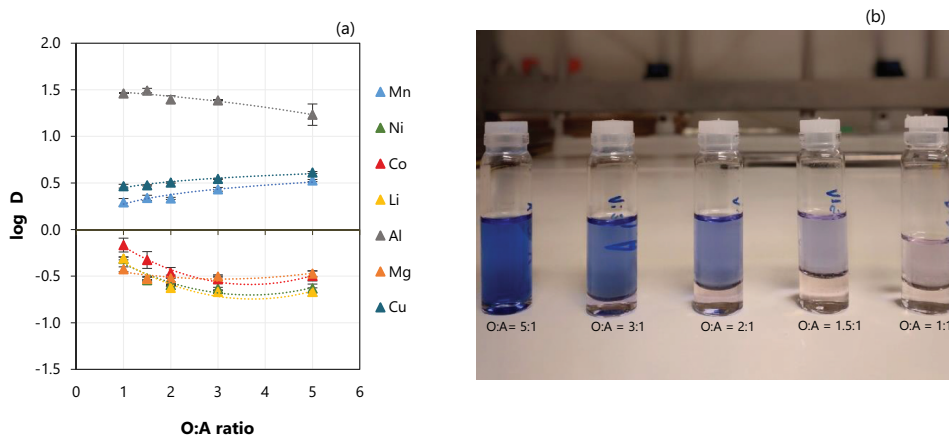 (a)
2.0
1.5
1.0
0.5
0.0
-0.5
-1.0
-1.5
0 1 2 3 4 5 6
log D
O:A ratio
Mn
Ni
Co
Li
Al
Mg
Cu
(b)
O:A= 5:1
O:A = 3:1
O:A = 2:1
O:A = 1.5:1
O:A = 1:1